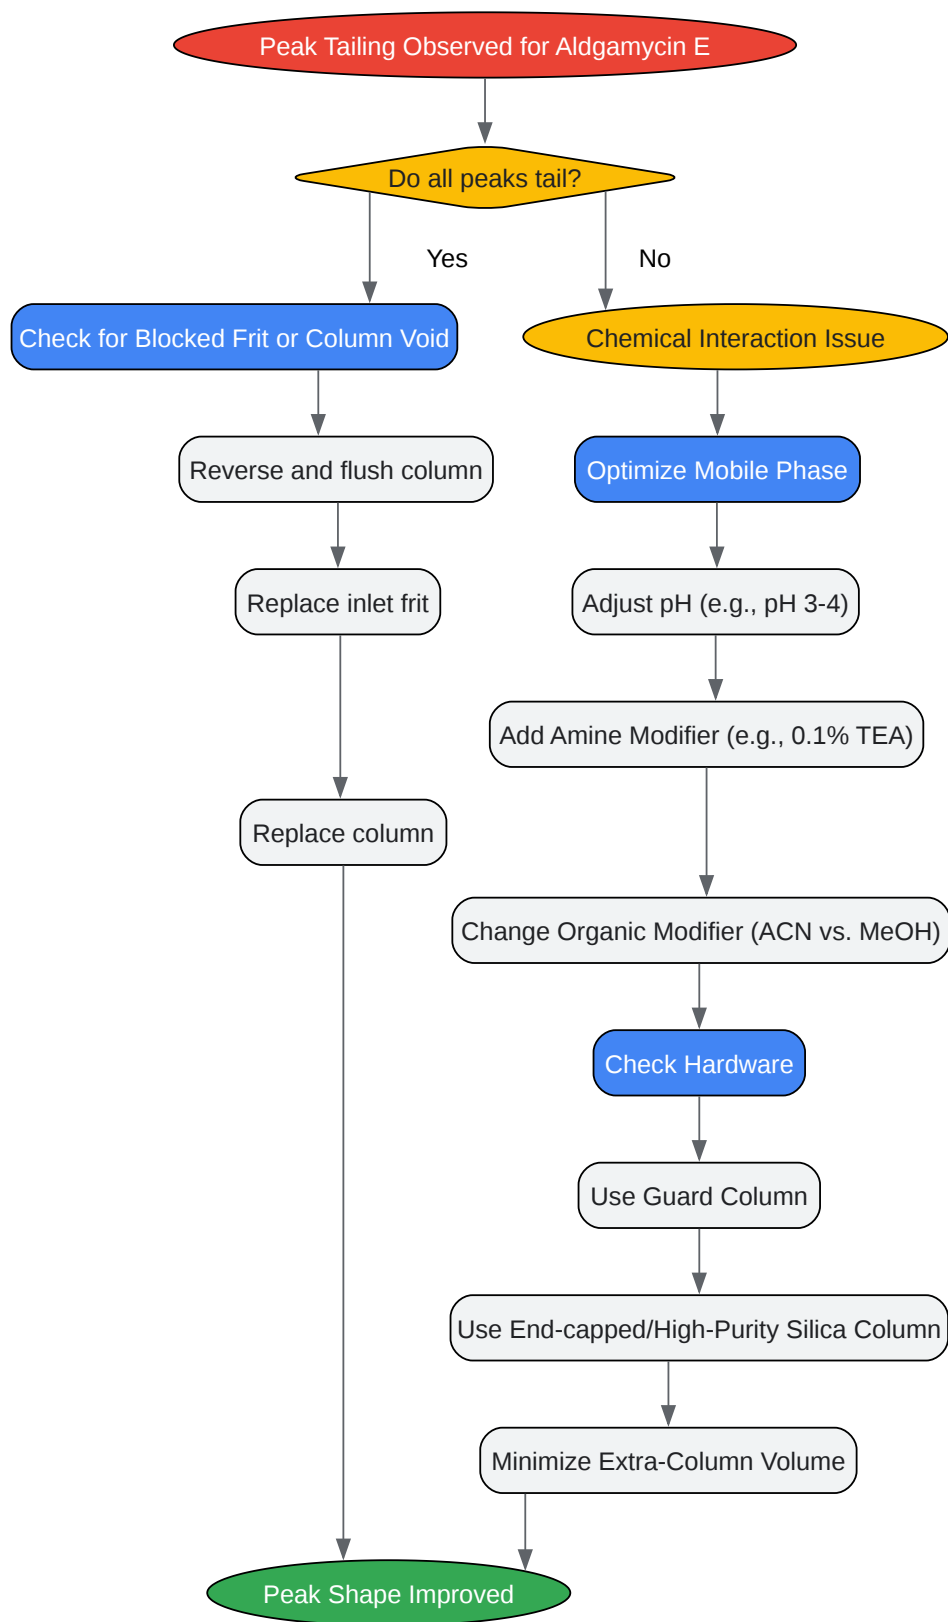 Peak Tailing Observed for Aldgamycin E
Do all peaks tail?
Yes
No
Check for Blocked Frit or Column Void
Chemical Interaction Issue
Reverse and flush column
Optimize Mobile Phase
Replace inlet frit
Adjust pH (e.g., pH 3-4)
Add Amine Modifier (e.g., 0.1% TEA)
Replace column
Change Organic Modifier (ACN vs. MeOH)
Check Hardware
Use Guard Column
Use End-capped/High-Purity Silica Column
Minimize Extra-Column Volume
Peak Shape Improved